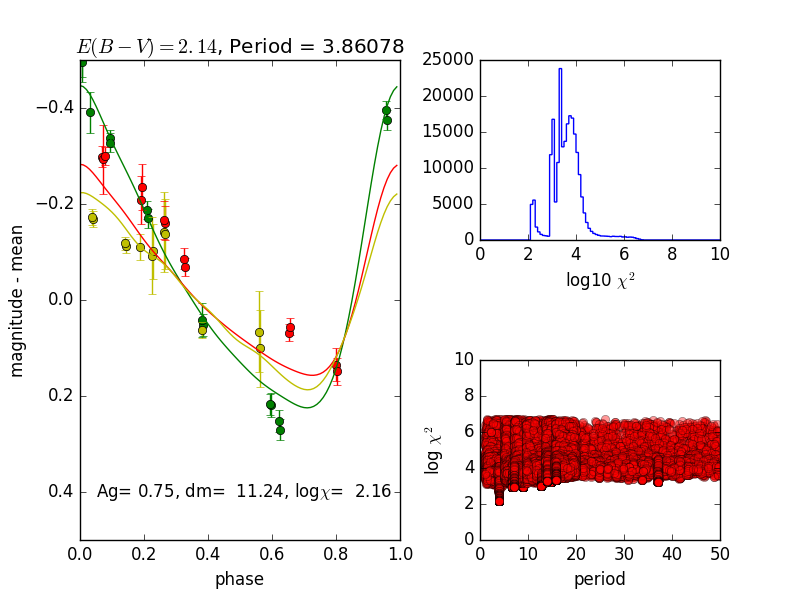 E(B−V)=2.14, Period = 3.86078
−0.4
−0.2
0.0
0.2
0.4
magnitude - mean
Ag= 0.75, dm=  11.24, logχ=  2.16
0.0 0.2 0.4 0.6 0.8 1.0
phase
25000
20000
15000
10000
5000
0
0 2 4 6 8 10
log10 χ²
10
8
6
4
2
0
log χ²
0 10 20 30 40 50
period